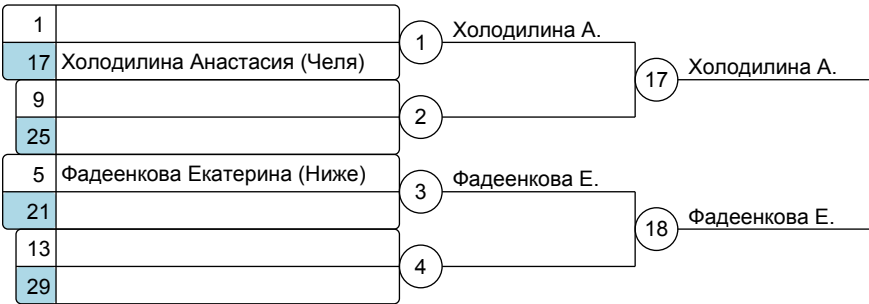 1
Холодилина А.
1
17 Холодилина Анастасия (Челя)
Холодилина А.
17
9
2
25
5 Фадеенкова Екатерина (Ниже)
Фадеенкова Е.
3
21
Фадеенкова Е.
18
13
4
29